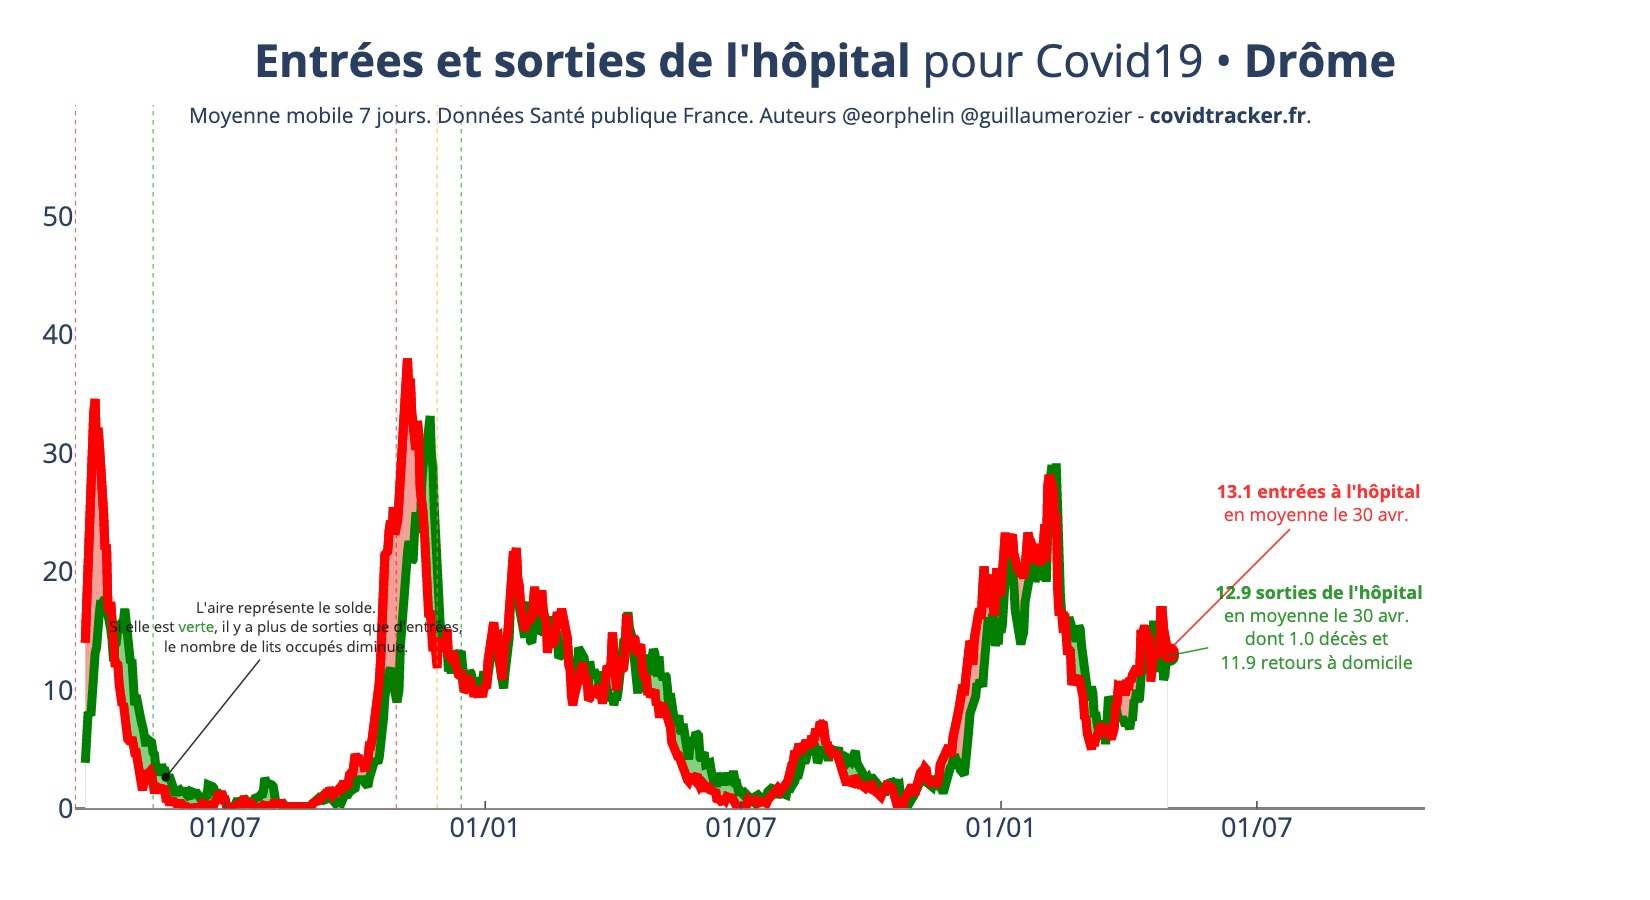 Entrées et sorties de l'hôpital pour Covid19 • Drôme
Moyenne mobile 7 jours. Données Santé publique France. Auteurs @eorphelin @guillaumerozier - covidtracker.fr.
50
40
30
20
10
0
L'aire représente le solde.
Si elle est verte, il y a plus de sorties que d'entrées,
le nombre de lits occupés diminue.
13.1 entrées à l'hôpital
en moyenne le 30 avr.
12.9 sorties de l'hôpital
en moyenne le 30 avr.
dont 1.0 décès et
11.9 retours à domicile
01/07
01/01
01/07
01/01
01/07